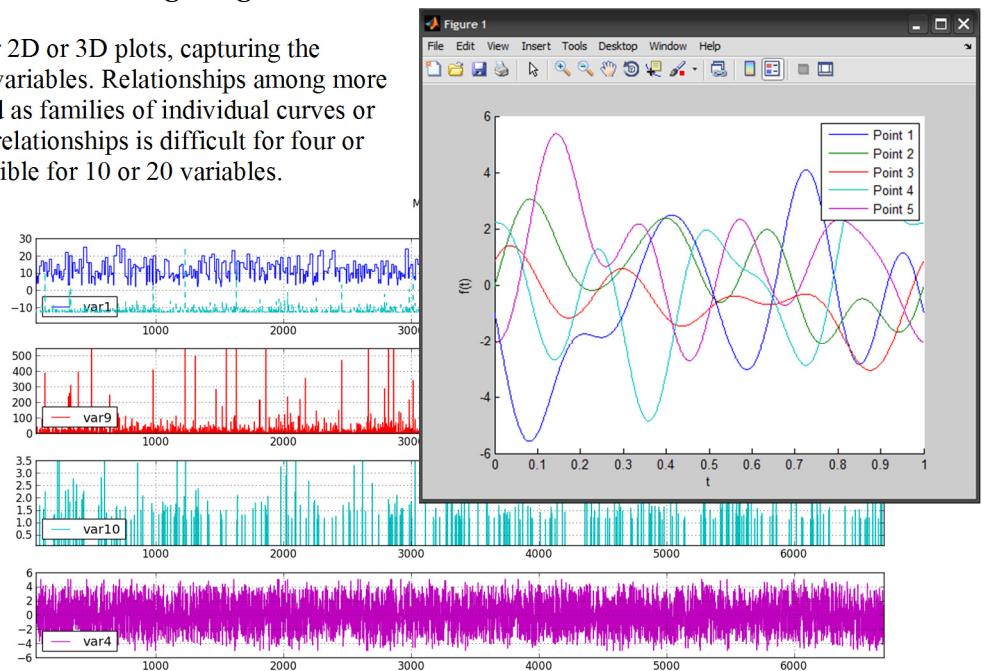 2D or 3D plots, capturing the
variables. Relationships among more
as families of individual curves or
relationships is difficult for four or
ible for 10 or 20 variables.
M
Figure 1
File Edit View Insert Tools Desktop Window Help
6
4
2
0
-2
-4
-6
f(t)
0 0.1 0.2 0.3 0.4 0.5 0.6 0.7 0.8 0.9 1
t
Point 1
Point 2
Point 3
Point 4
Point 5
30
20
10
0
−10
var1
1000 2000 3000
500
400
300
200
100
0
var9
1000 2000 3000
3.5
3.0
2.5
2.0
1.5
1.0
0.5
var10
1000 2000 3000 4000 5000 6000
6
4
2
0
−2
−4
−6
var4
1000 2000 3000 4000 5000 6000